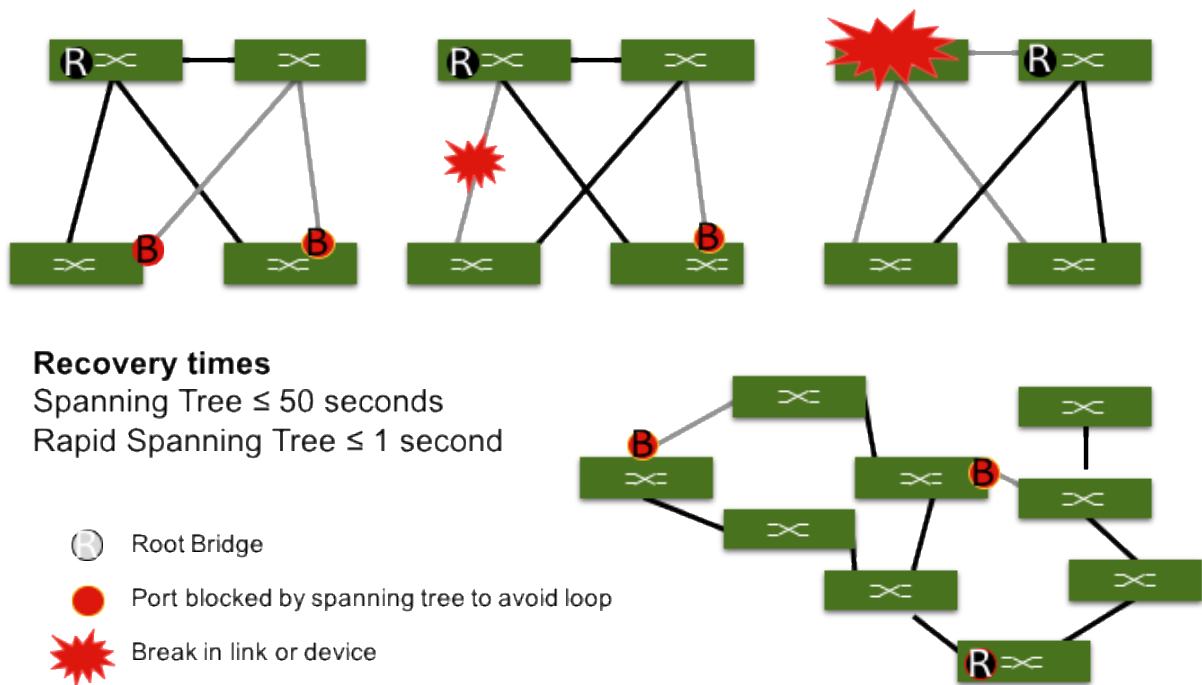 R
R
R
B
B
B
Recovery times
Spanning Tree ≤ 50 seconds
Rapid Spanning Tree ≤ 1 second
B
B
R
Root Bridge
Port blocked by spanning tree to avoid loop
R
Break in link or device